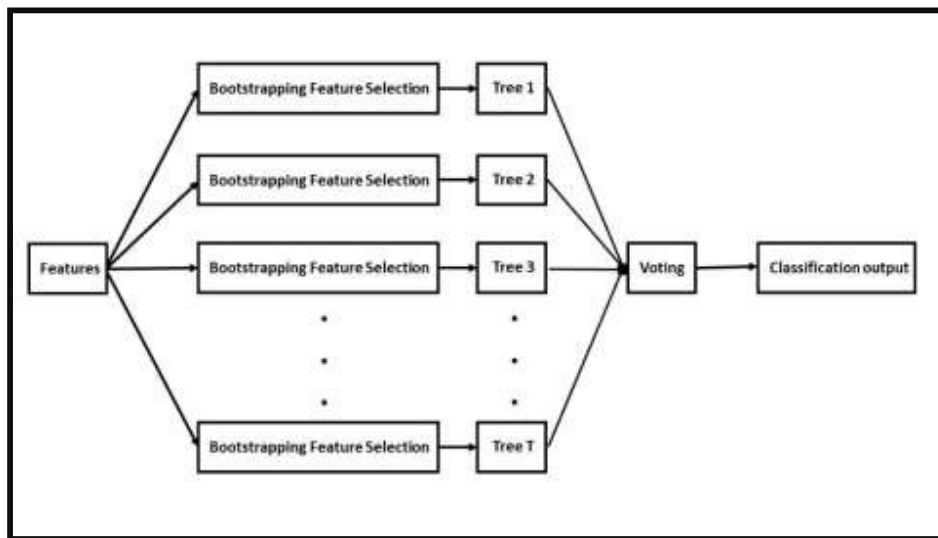 Bootstrapping Feature Selection
Tree 1
Bootstrapping Feature Selection
Tree 2
Features
Bootstrapping Feature Selection
Tree 3
Voting
Classification output
Bootstrapping Feature Selection
Tree T